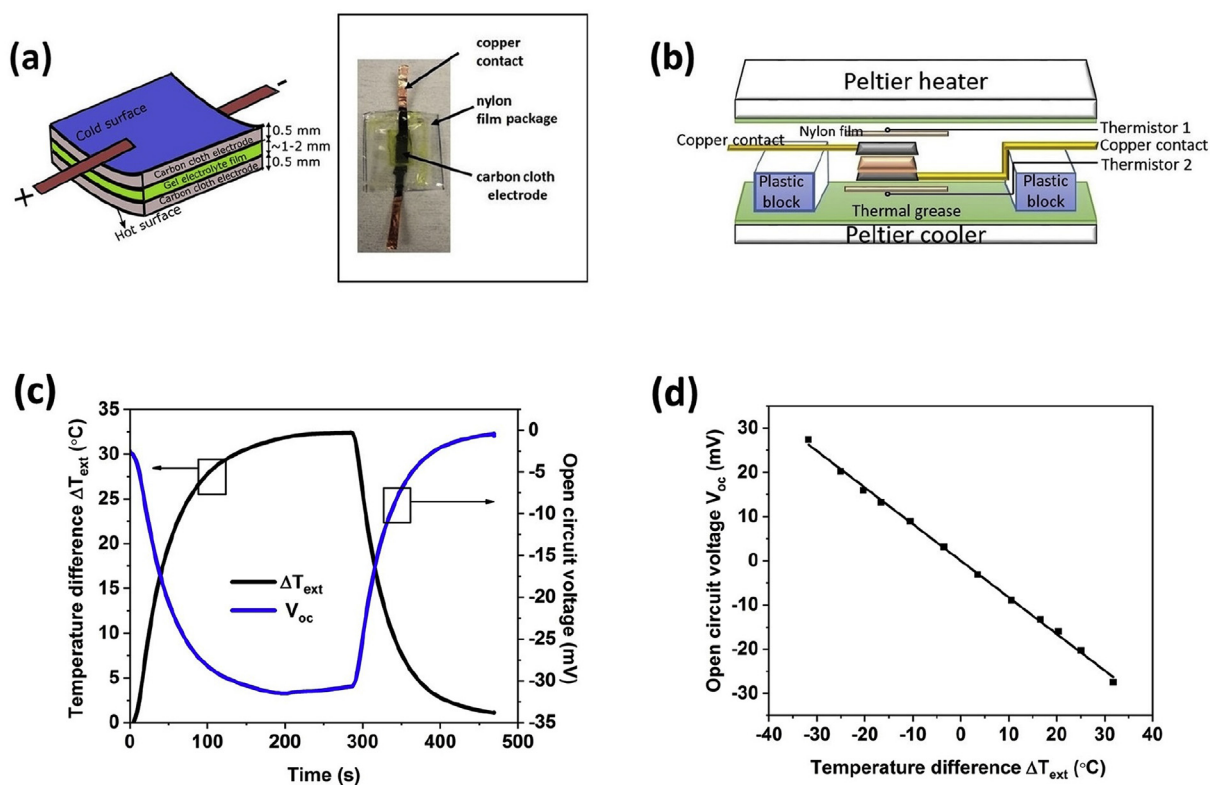 (a)
Cold surface
-
+
Carbon cloth electrode
Gel electrolyte film
Carbon cloth electrode
Hot surface
0.5 mm
~1-2 mm
0.5 mm
copper
contact
nylon
film package
carbon cloth
electrode
(b)
Peltier heater
Copper contact
Nylon film
Thermistor 1
Copper contact
Thermistor 2
Plastic
block
Plastic
block
Thermal grease
Peltier cooler
(c)
Temperature difference ΔText (°C)
35
30
25
20
15
10
5
0
0
100
200
300
400
500
Time (s)
ΔText
Voc
0
-5
-10
-15
-20
-25
-30
-35
Open circuit voltage Voc
(mV)
(d)
Open circuit voltage Voc (mV)
30
20
10
0
-10
-20
-30
-40
-30
-20
-10
0
10
20
30
40
Temperature difference ΔText (°C)